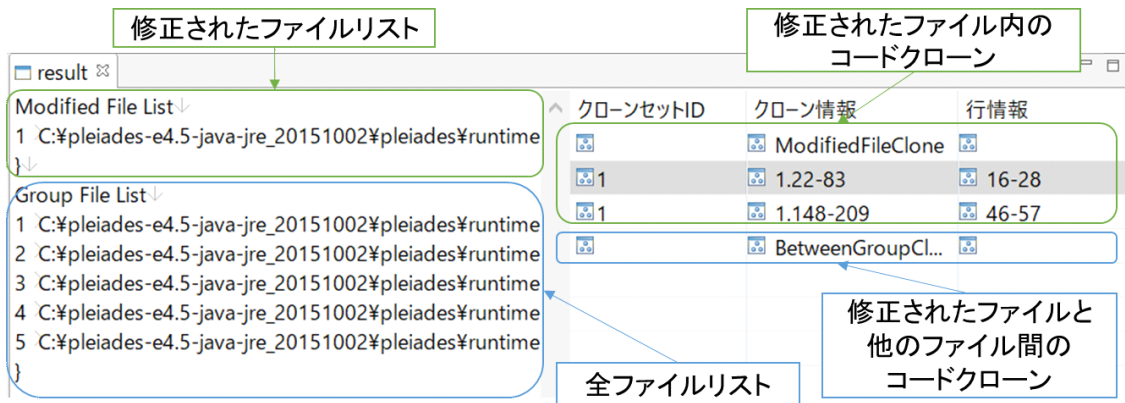 修正されたファイルリスト
修正されたファイル内の
コードクローン
result
Modified File List↓
1 C:¥pleiades-e4.5-java-jre_20151002¥pleiades¥runtime
}↓
Group File List↓
1 C:¥pleiades-e4.5-java-jre_20151002¥pleiades¥runtime
2 C:¥pleiades-e4.5-java-jre_20151002¥pleiades¥runtime
3 C:¥pleiades-e4.5-java-jre_20151002¥pleiades¥runtime
4 C:¥pleiades-e4.5-java-jre_20151002¥pleiades¥runtime
5 C:¥pleiades-e4.5-java-jre_20151002¥pleiades¥runtime
}
クローンセットID クローン情報 行情報
ModifiedFileClone
1 1.22-83 16-28
1 1.148-209 46-57
BetweenGroupCl...
修正されたファイルと
他のファイル間の
コードクローン
全ファイルリスト